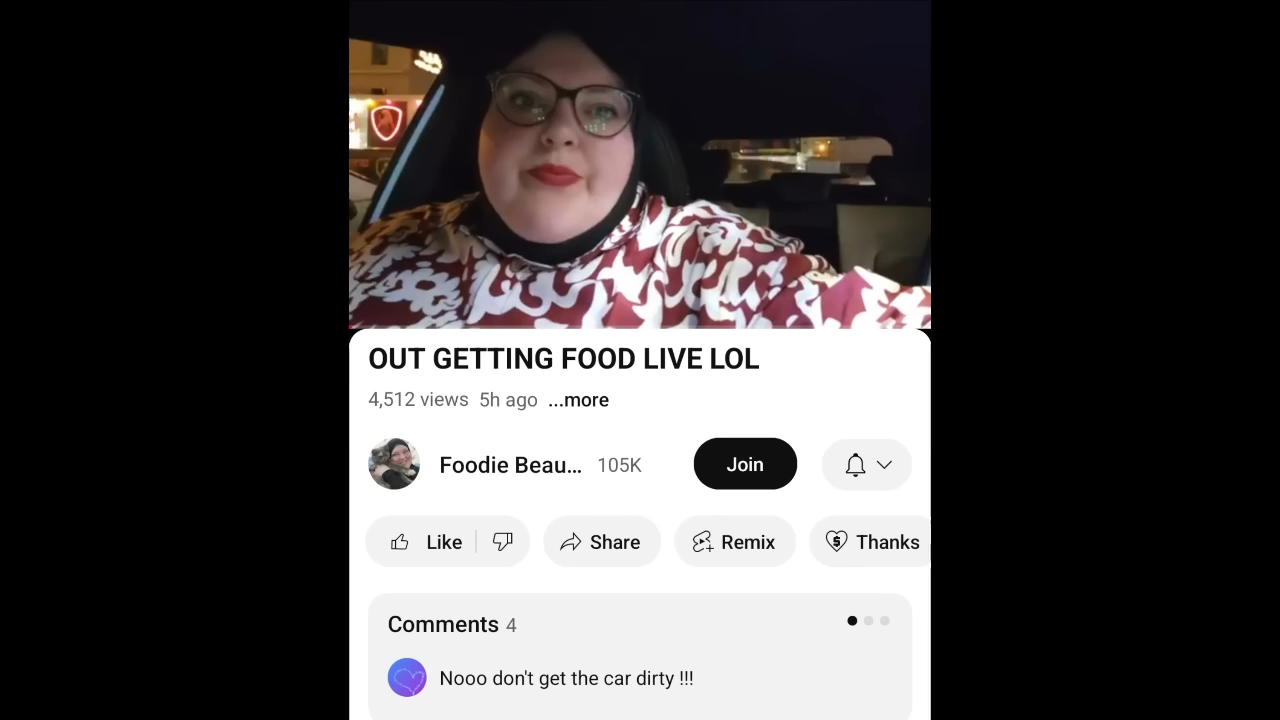 OUT GETTING FOOD LIVE LOL
4,512 views 5h ago ...more
Foodie Beau... 105K Join
Like Share Remix Thanks
Comments 4
Nooo don't get the car dirty !!!